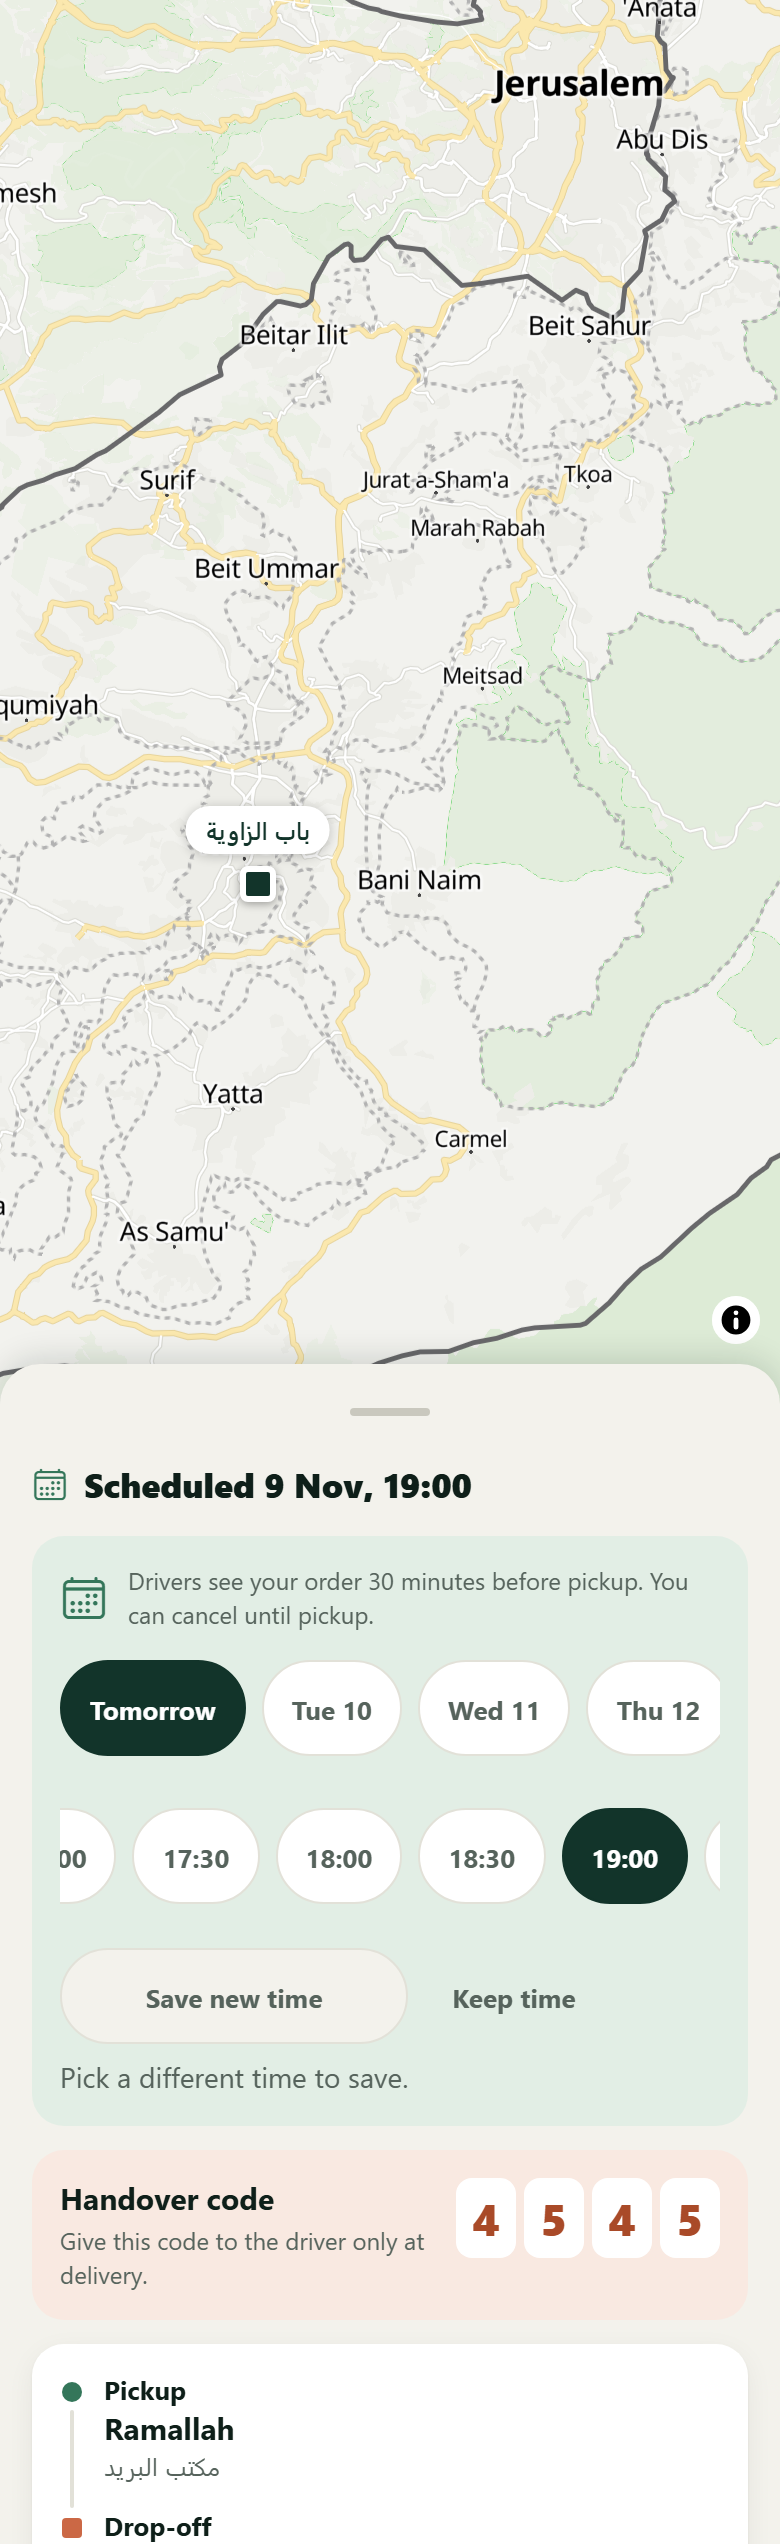 'Anata
Jerusalem
Abu Dis
mesh
Beitar Ilit
Beit Sahur
Surif
Jurat a-Sham'a
Tkoa
Marah Rabah
Beit Ummar
Meitsad
qumiyah
باب الزاوية
Bani Naim
Yatta
Carmel
a
As Samu'
Scheduled 9 Nov, 19:00
Drivers see your order 30 minutes before pickup. You
can cancel until pickup.
Tomorrow Tue 10 Wed 11 Thu 12
00 17:30 18:00 18:30 19:00
Save new time Keep time
Pick a different time to save.
Handover code 4 5 4 5
Give this code to the driver only at
delivery.
Pickup
Ramallah
مكتب البريد
Drop-off